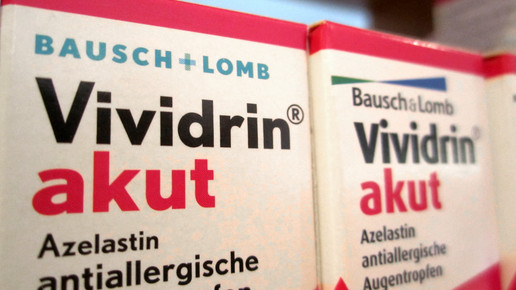 BAUSCH+LOMB
Vividrin®
akut
Azelastin
antiallergische
Bausch&Lomb
Vividrin
akut
Azelastin
antiallergische
Augentropfen